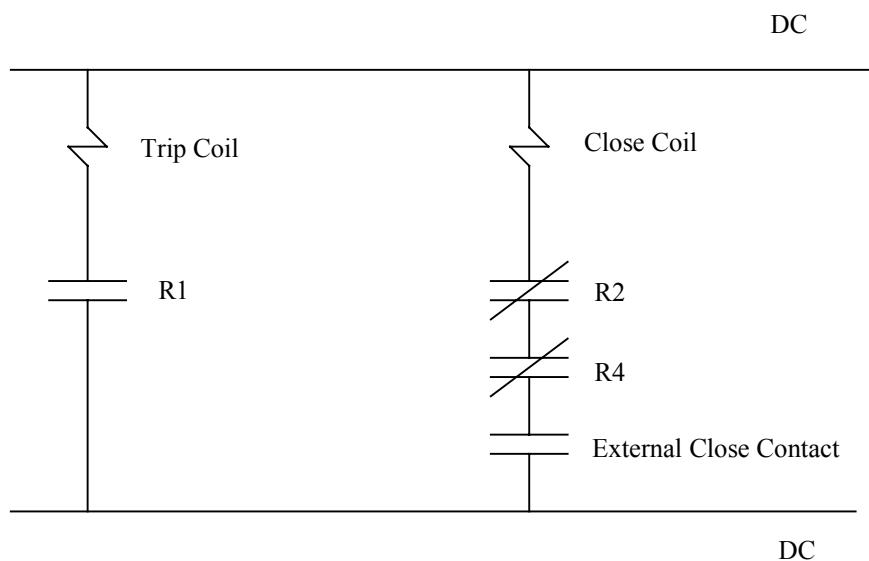 DC
Trip Coil
Close Coil
R1
R2
R4
External Close Contact
DC